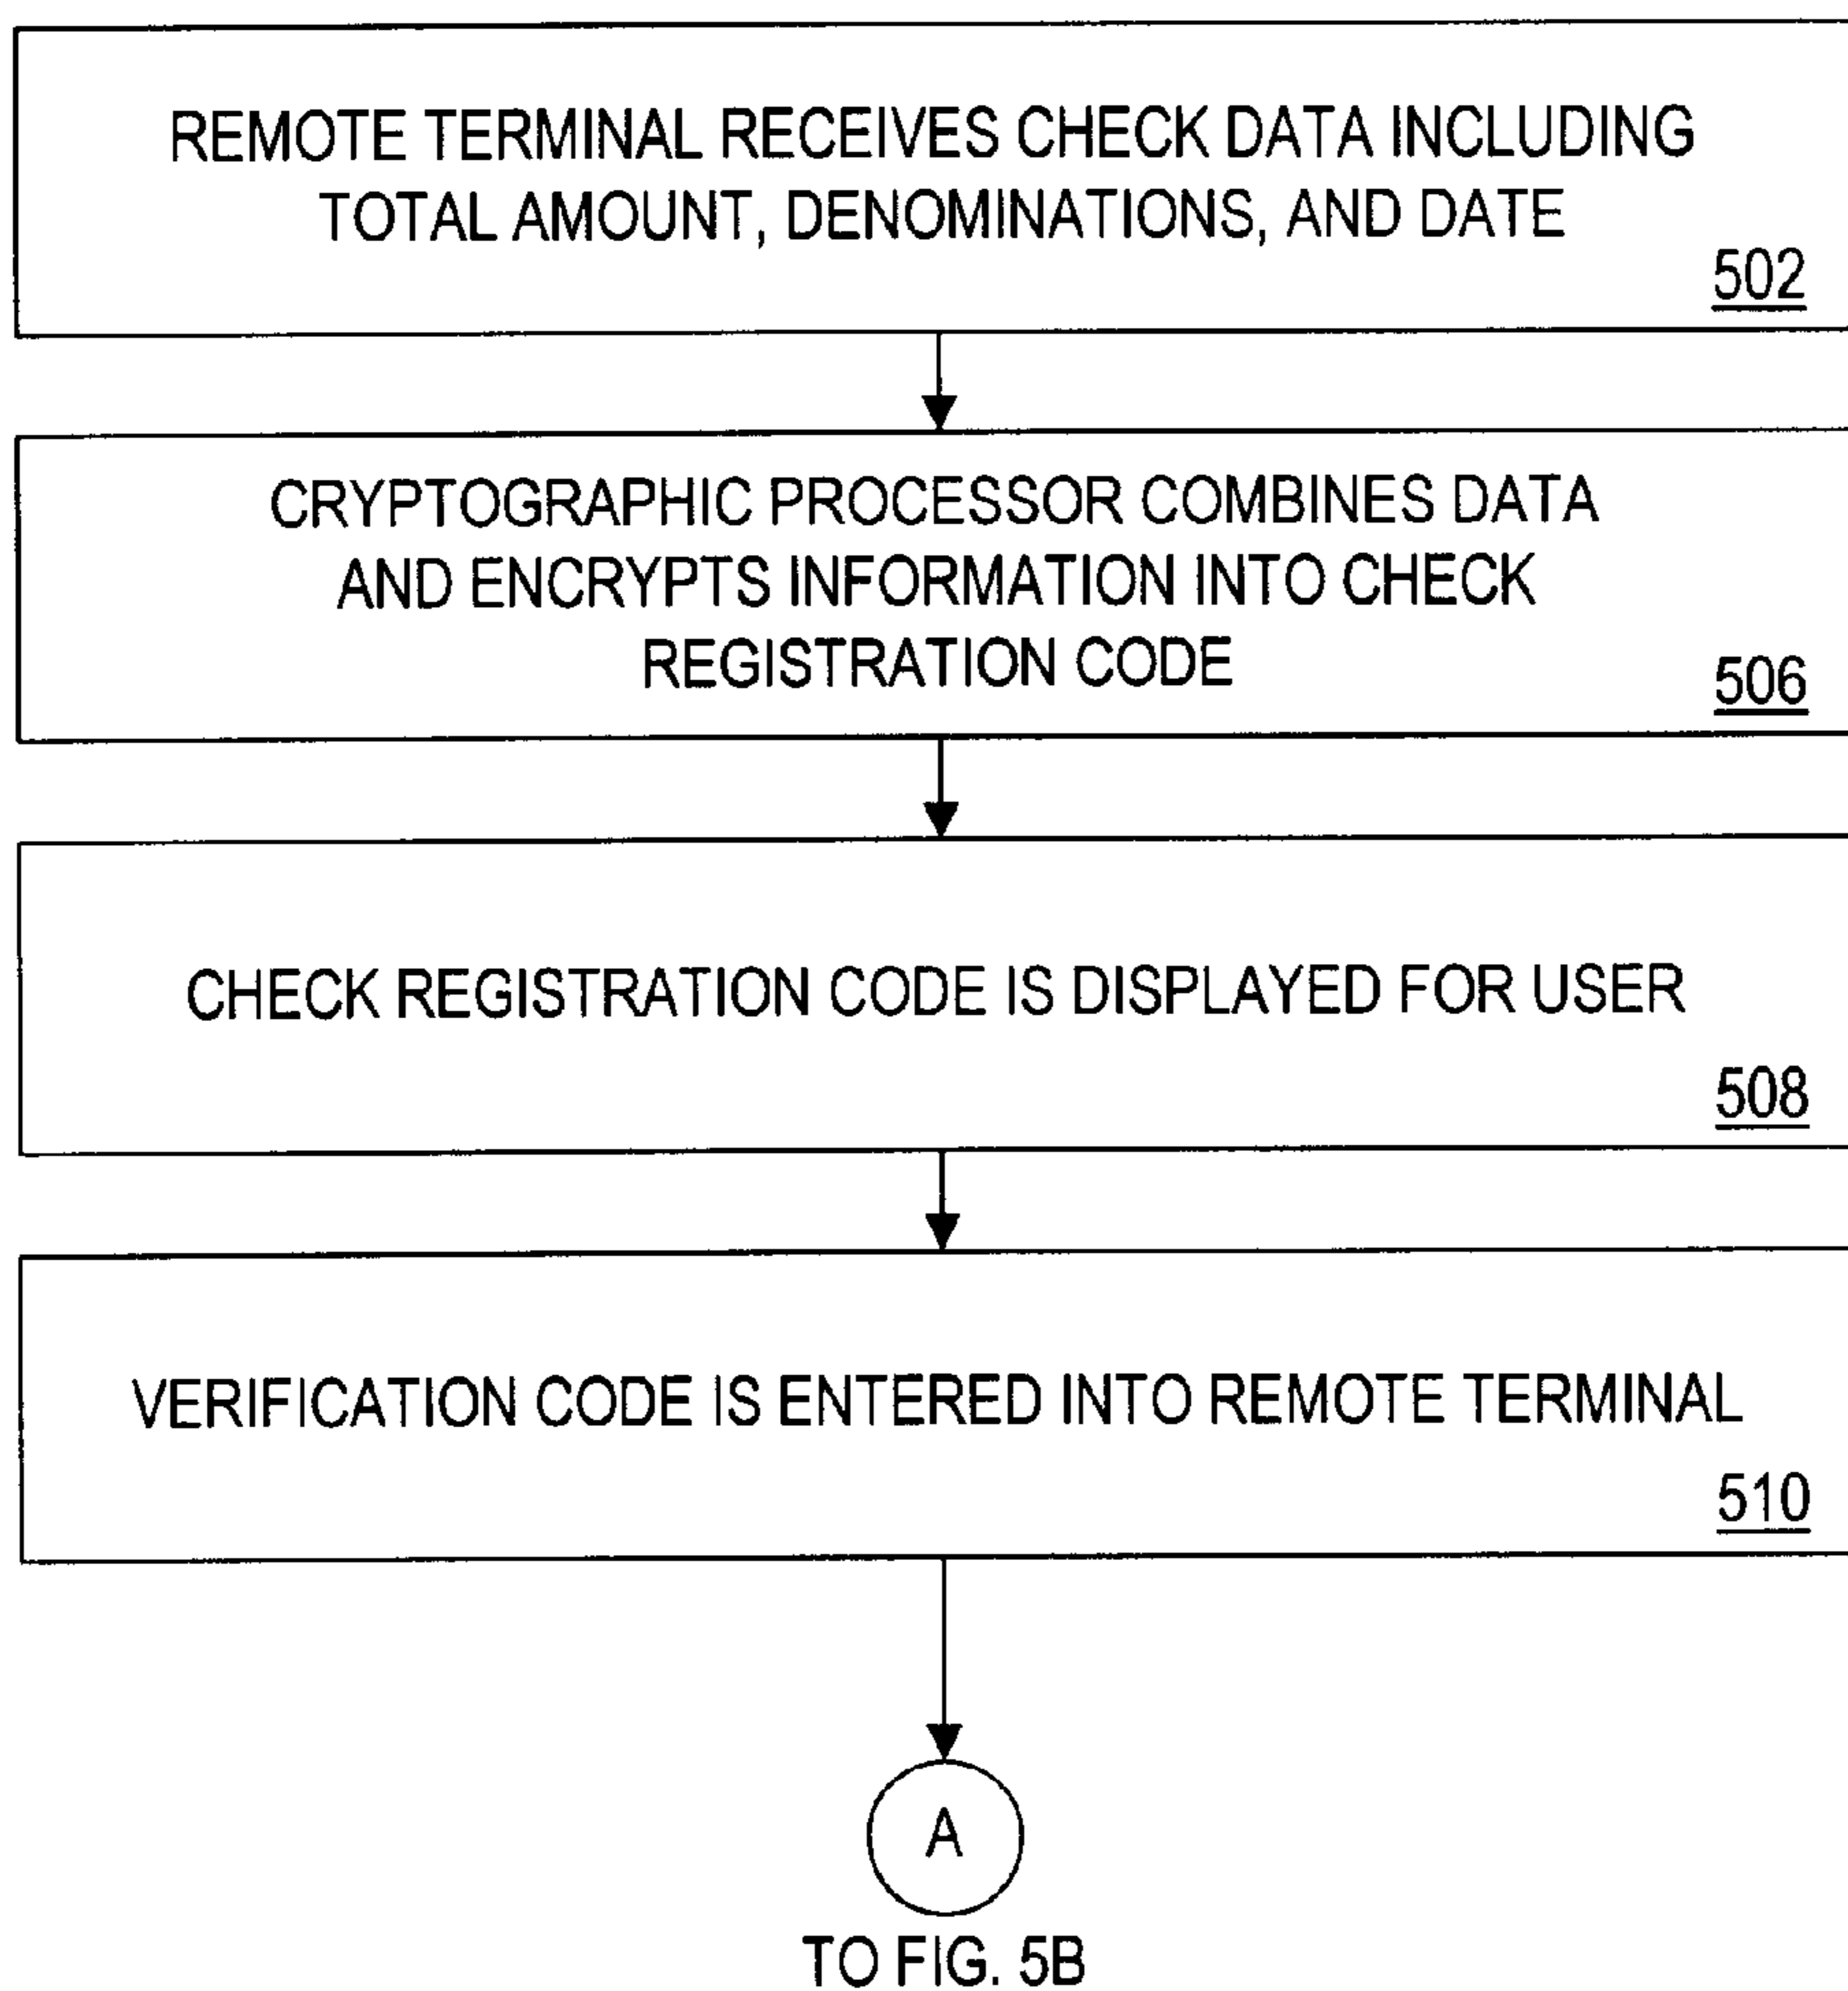 REMOTE TERMINAL RECEIVES CHECK DATA INCLUDING
TOTAL AMOUNT, DENOMINATIONS, AND DATE
502
CRYPTOGRAPHIC PROCESSOR COMBINES DATA
AND ENCRYPTS INFORMATION INTO CHECK
REGISTRATION CODE
506
CHECK REGISTRATION CODE IS DISPLAYED FOR USER
508
VERIFICATION CODE IS ENTERED INTO REMOTE TERMINAL
510
A
TO FIG. 5B